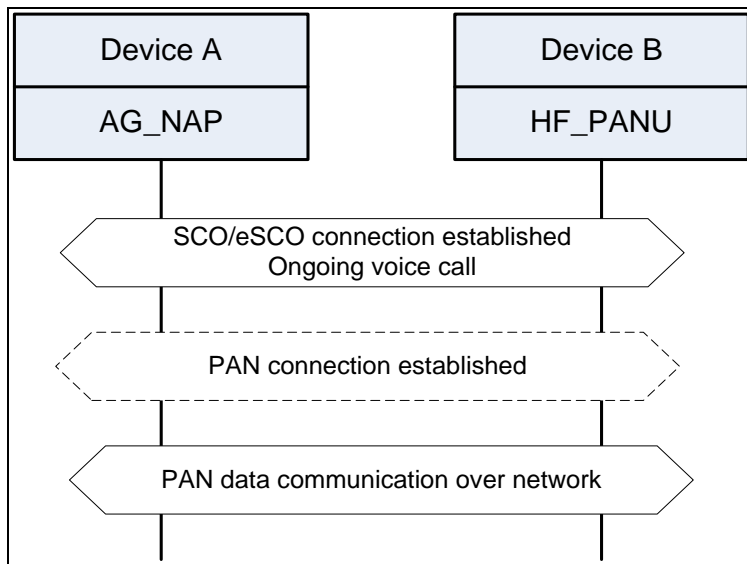 Device A
Device B
AG_NAP
HF_PANU
SCO/eSCO connection established
Ongoing voice call
PAN connection established
PAN data communication over network